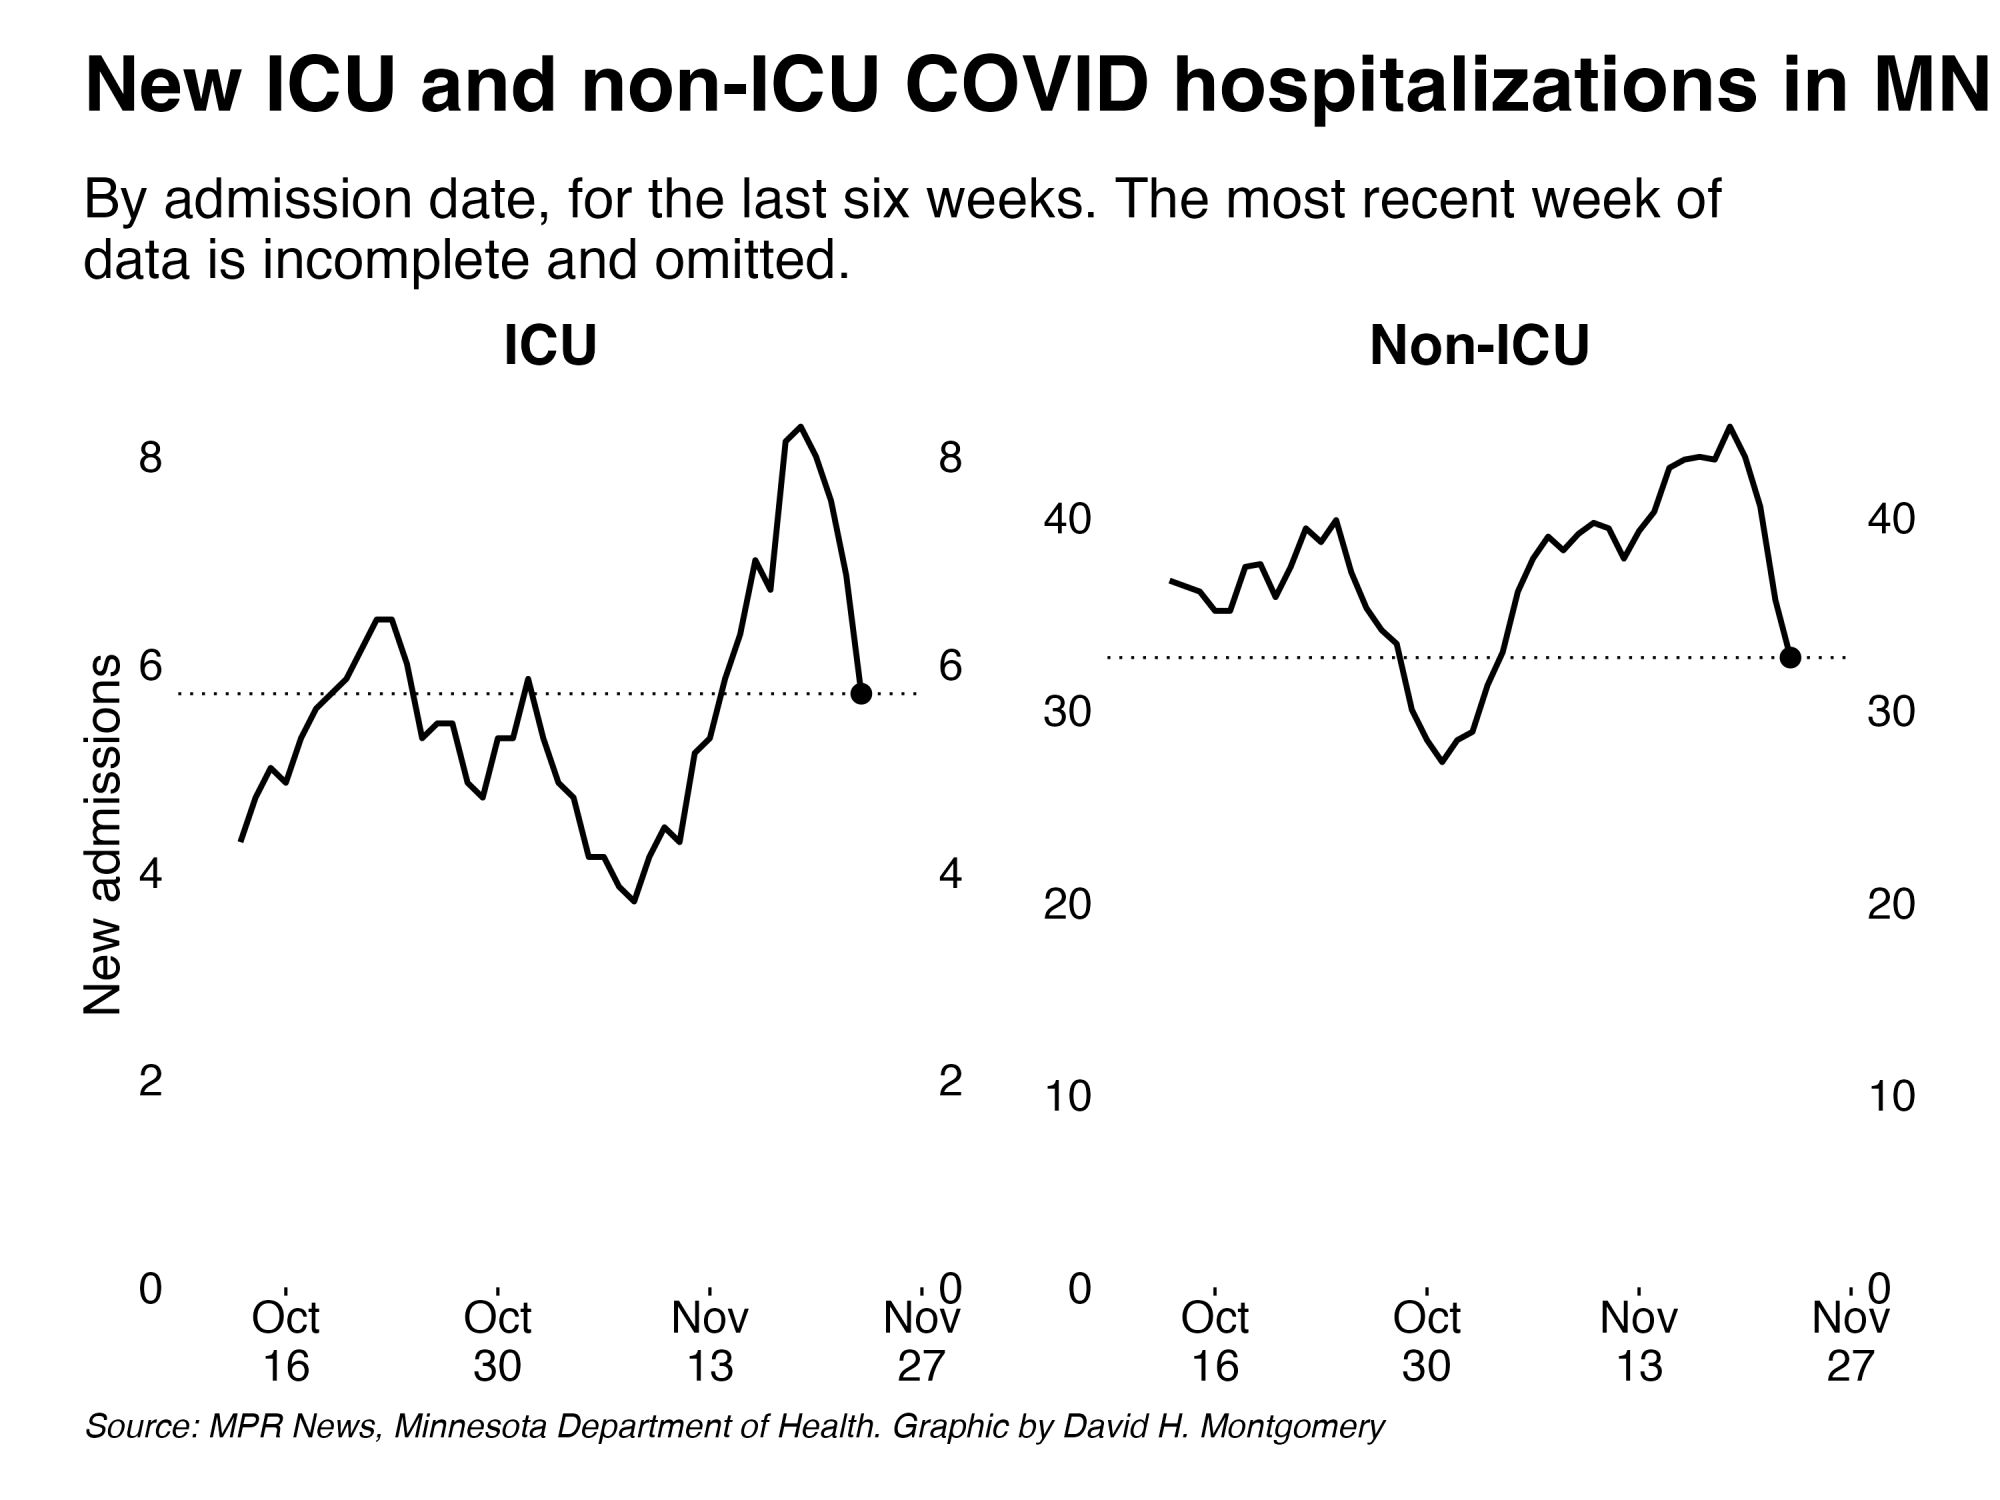 New ICU and non-ICU COVID hospitalizations in MN
By admission date, for the last six weeks. The most recent week of
data is incomplete and omitted.
ICU
New admissions
8
6
4
2
0
8
6
4
2
0
Oct
16
Oct
30
Nov
13
Nov
27
Non-ICU
40
30
20
10
0
40
30
20
10
0
Oct
16
Oct
30
Nov
13
Nov
27
Source: MPR News, Minnesota Department of Health. Graphic by David H. Montgomery